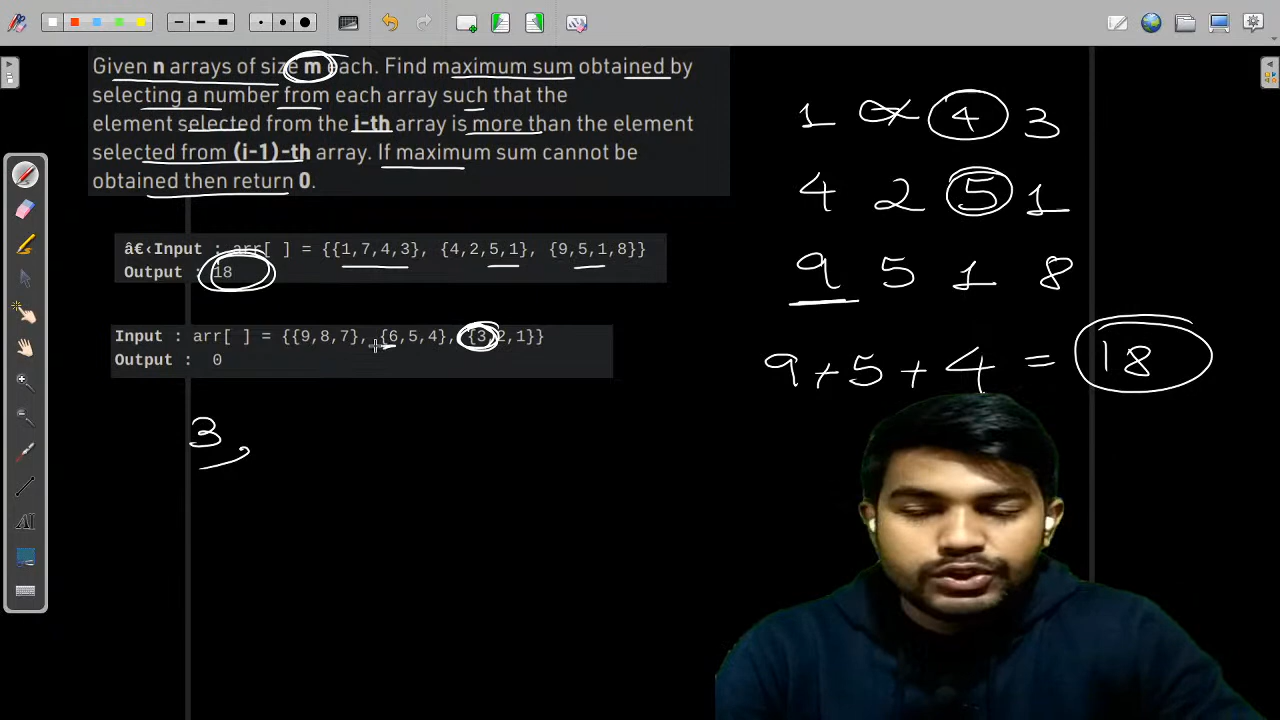 Given n arrays of size m each. Find maximum sum obtained by
selecting a number from each array such that the
element selected from the i-th array is more than the element
selected from (i-1)-th array. If maximum sum cannot be
obtained then return 0.
â€‹Input : arr[ ] = {{1,7,4,3}, {4,2,5,1}, {9,5,1,8}}
Output : 18
Input : arr[ ] = {{9,8,7}, {6,5,4}, {3,2,1}}
Output : 0
3,
1 7 4 3
4 2 5 1
9 5 1 8
9 + 5 + 4 = 18